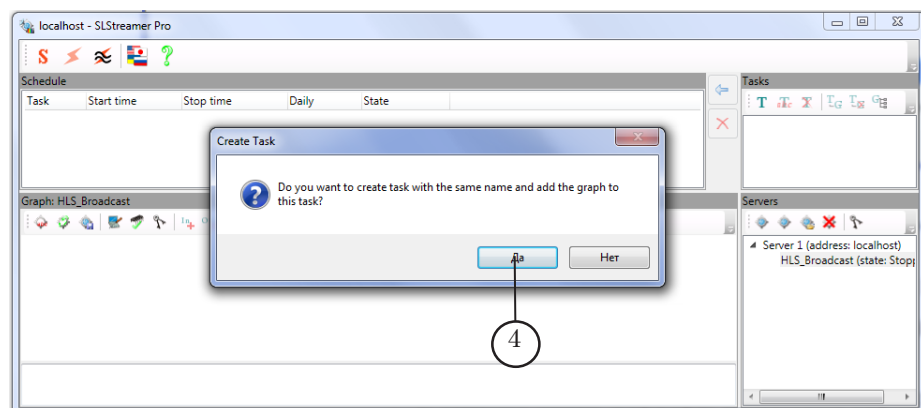 localhost - SLStreamer Pro
S
Schedule
Tasks
Task Start time Stop time Daily State
T
Create Task
Do you want to create task with the same name and add the graph to
this task?
Да Нет
Graph: HLS_Broadcast
Servers
Server 1 (address: localhost)
HLS_Broadcast (state: Stopp
4